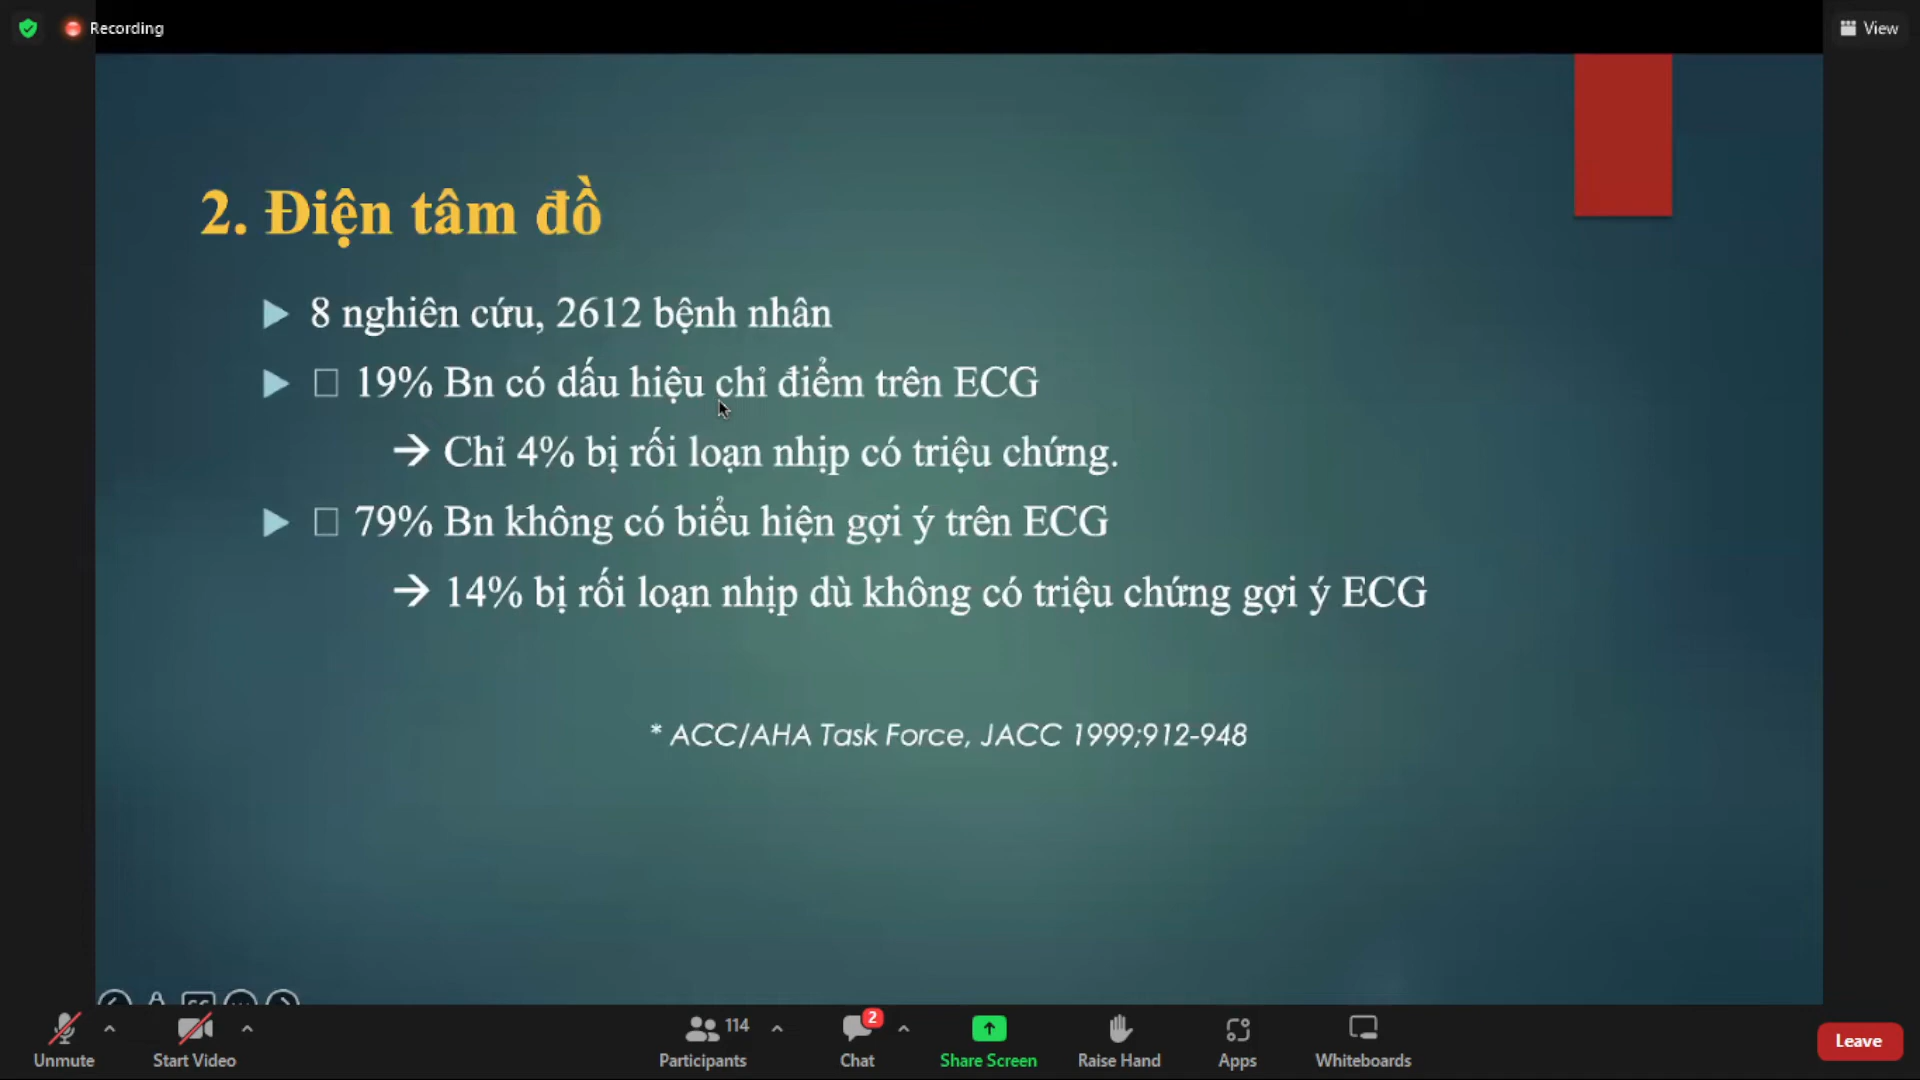 Recording
View
2. Điện tâm đồ
8 nghiên cứu, 2612 bệnh nhân
19% Bn có dấu hiệu chỉ điểm trên ECG
→ Chỉ 4% bị rối loạn nhịp có triệu chứng.
79% Bn không có biểu hiện gợi ý trên ECG
→ 14% bị rối loạn nhịp dù không có triệu chứng gợi ý ECG
* ACC/AHA Task Force, JACC 1999;912-948
114
2
Unmute
Start Video
Participants
Chat
Share Screen
Raise Hand
Apps
Whiteboards
Leave